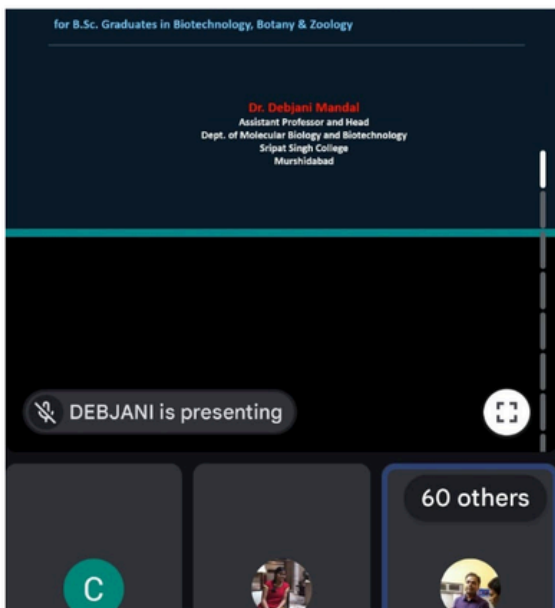 for B.Sc. Graduates in Biotechnology, Botany & Zoology
Dr. Debjani Mandal
Assistant Professor and Head
Dept. of Molecular Biology and Biotechnology
Sripat Singh College
Murshidabad
DEBJANI is presenting
60 others
C